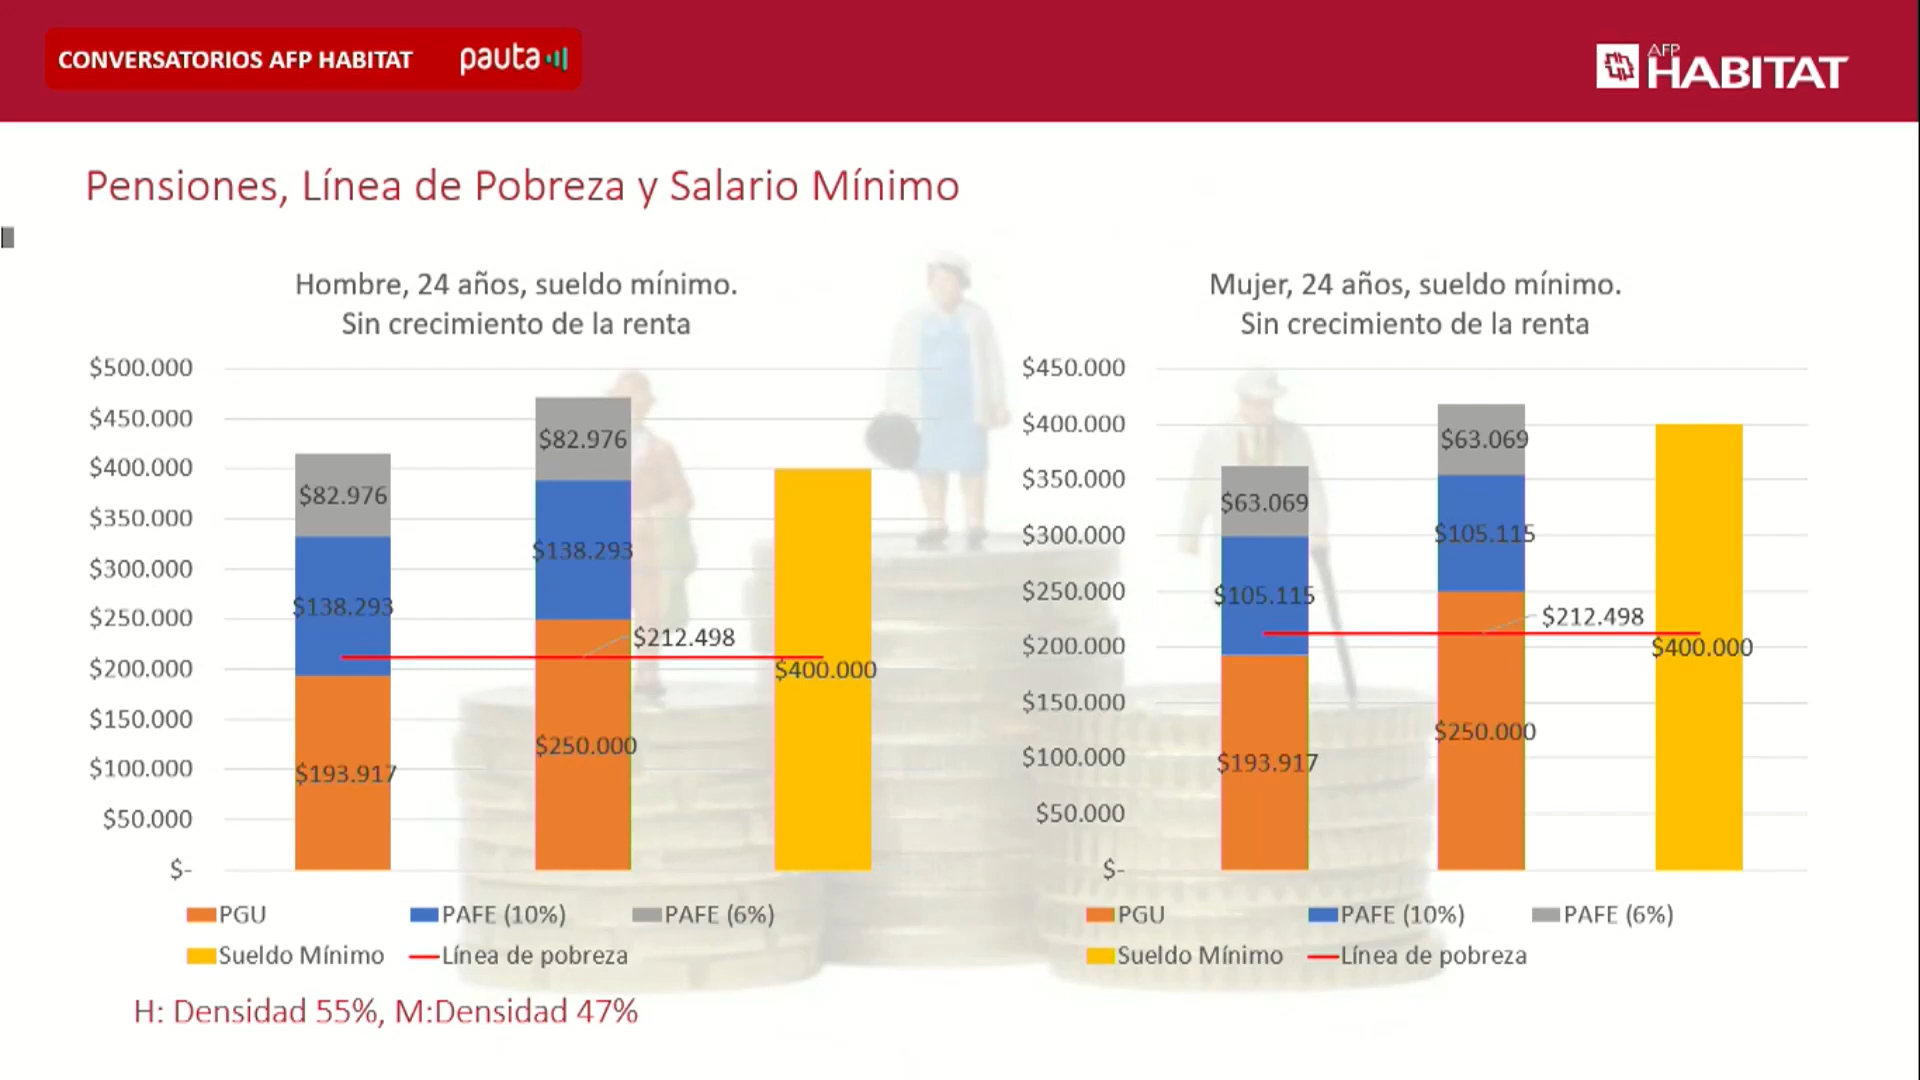 CONVERSATORIOS AFP HABITAT
pauta
AFP
HABITAT
Pensiones, Línea de Pobreza y Salario Mínimo
Hombre, 24 años, sueldo mínimo.
Sin crecimiento de la renta
$500.000
$450.000
$400.000
$350.000
$300.000
$250.000
$200.000
$150.000
$100.000
$50.000
$-
$82.976
$138.293
$193.917
$82.976
$138.293
$250.000
$212.498
$400.000
PGU
PAFE (10%)
PAFE (6%)
Sueldo Mínimo
Línea de pobreza
Mujer, 24 años, sueldo mínimo.
Sin crecimiento de la renta
$450.000
$400.000
$350.000
$300.000
$250.000
$200.000
$150.000
$100.000
$50.000
$-
$63.069
$105.115
$193.917
$63.069
$105.115
$250.000
$212.498
$400.000
PGU
PAFE (10%)
PAFE (6%)
Sueldo Mínimo
Línea de pobreza
H: Densidad 55%, M:Densidad 47%